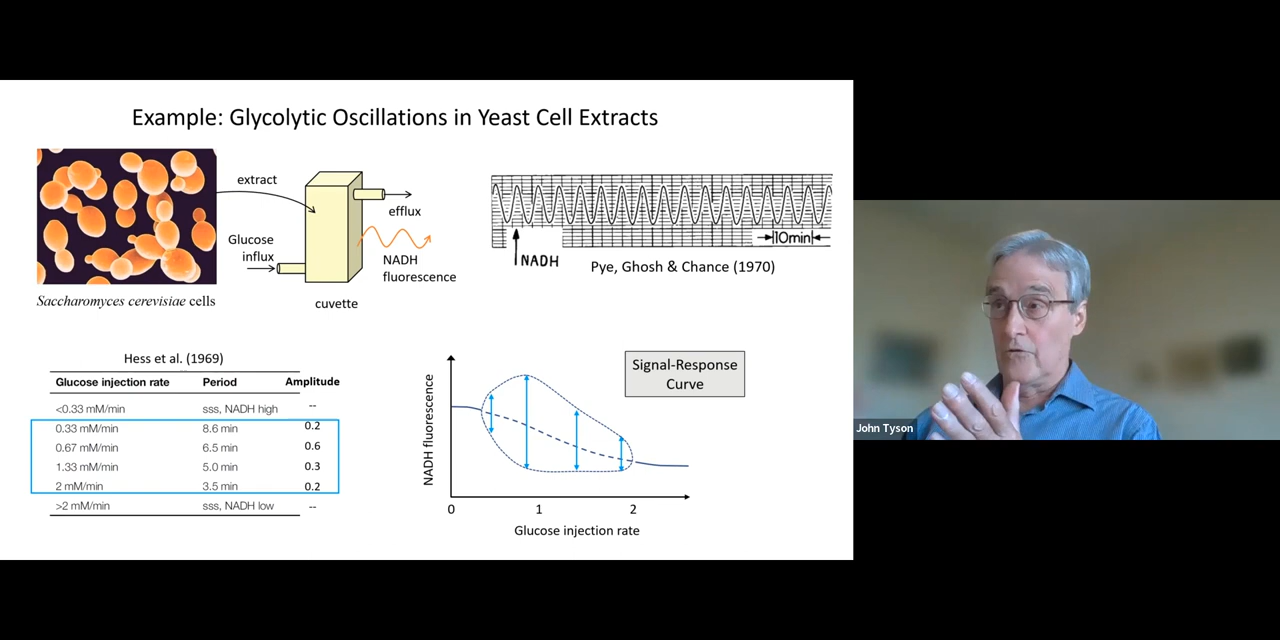 Example: Glycolytic Oscillations in Yeast Cell Extracts
extract
efflux
Glucose
influx
NADH
fluorescence
cuvette
Saccharomyces cerevisiae cells
10min
NADH
Pye, Ghosh & Chance (1970)
Hess et al. (1969)
Glucose injection rate Period Amplitude
<0.33 mM/min sss, NADH high --
0.33 mM/min 8.6 min 0.2
0.67 mM/min 6.5 min 0.6
1.33 mM/min 5.0 min 0.3
2 mM/min 3.5 min 0.2
>2 mM/min sss, NADH low --
Signal-Response
Curve
NADH fluorescence
0 1 2
Glucose injection rate
John Tyson